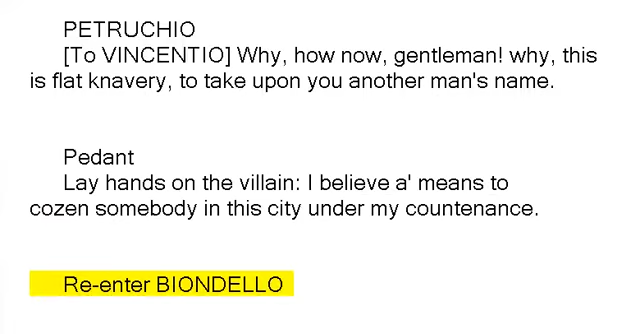 PETRUCHIO
[To VINCENTIO] Why, how now, gentleman! why, this
is flat knavery, to take upon you another man's name.
Pedant
Lay hands on the villain: I believe a' means to
cozen somebody in this city under my countenance.
Re-enter BIONDELLO